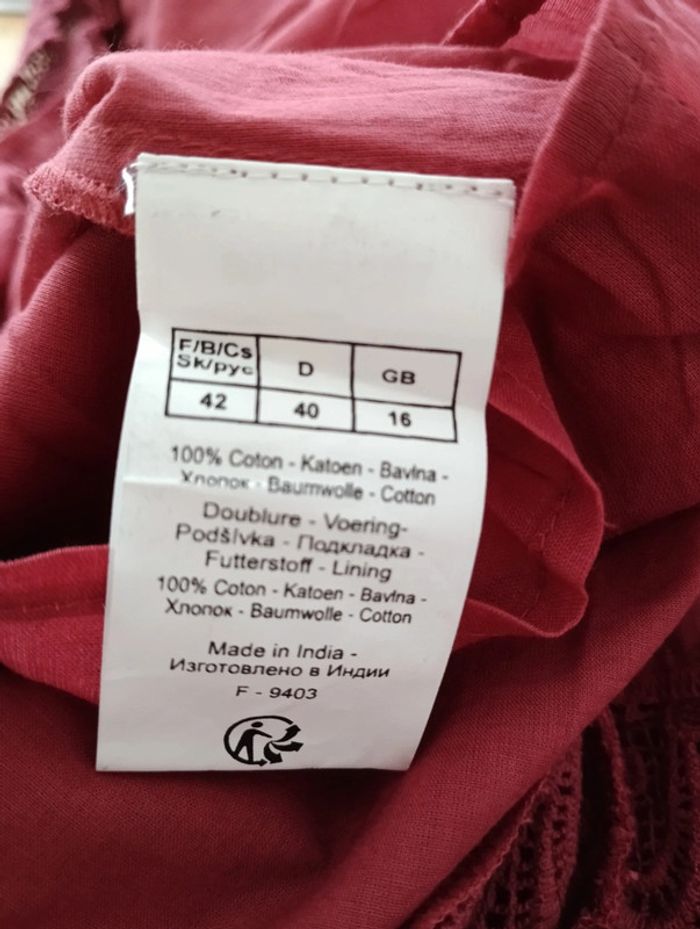 F/B/Cs
Sk/рус
D
GB
42
40
16
100% Coton - Katoen - Bavlna -
Хлопок - Baumwolle - Cotton
Doublure - Voering-
Podšívka - Подкладка -
Futterstoff - Lining
100% Coton - Katoen - Bavlna -
Хлопок - Baumwolle - Cotton
Made in India -
Изготовлено в Индии
F - 9403